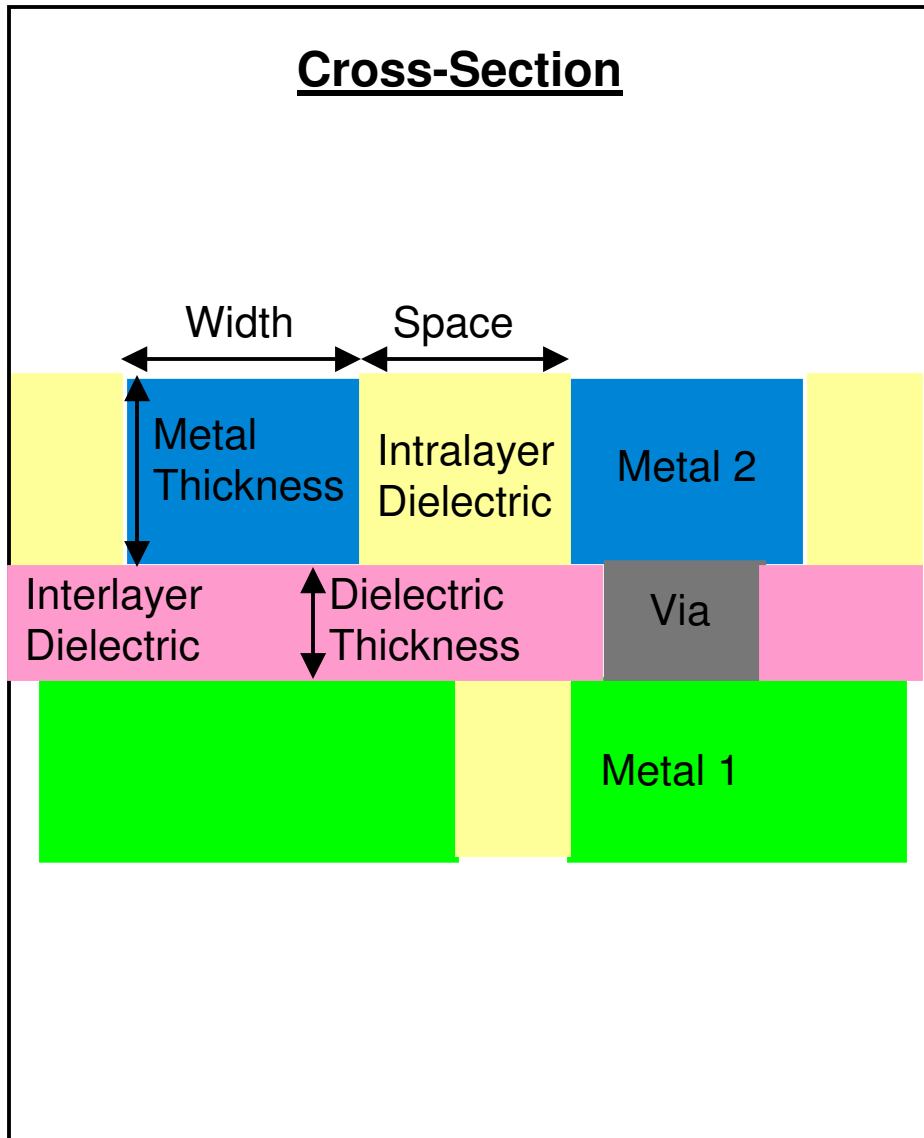 Cross-Section
Width
Space
Metal
Thickness
Intralayer
Dielectric
Metal 2
Interlayer
Dielectric
Dielectric
Thickness
Via
Metal 1